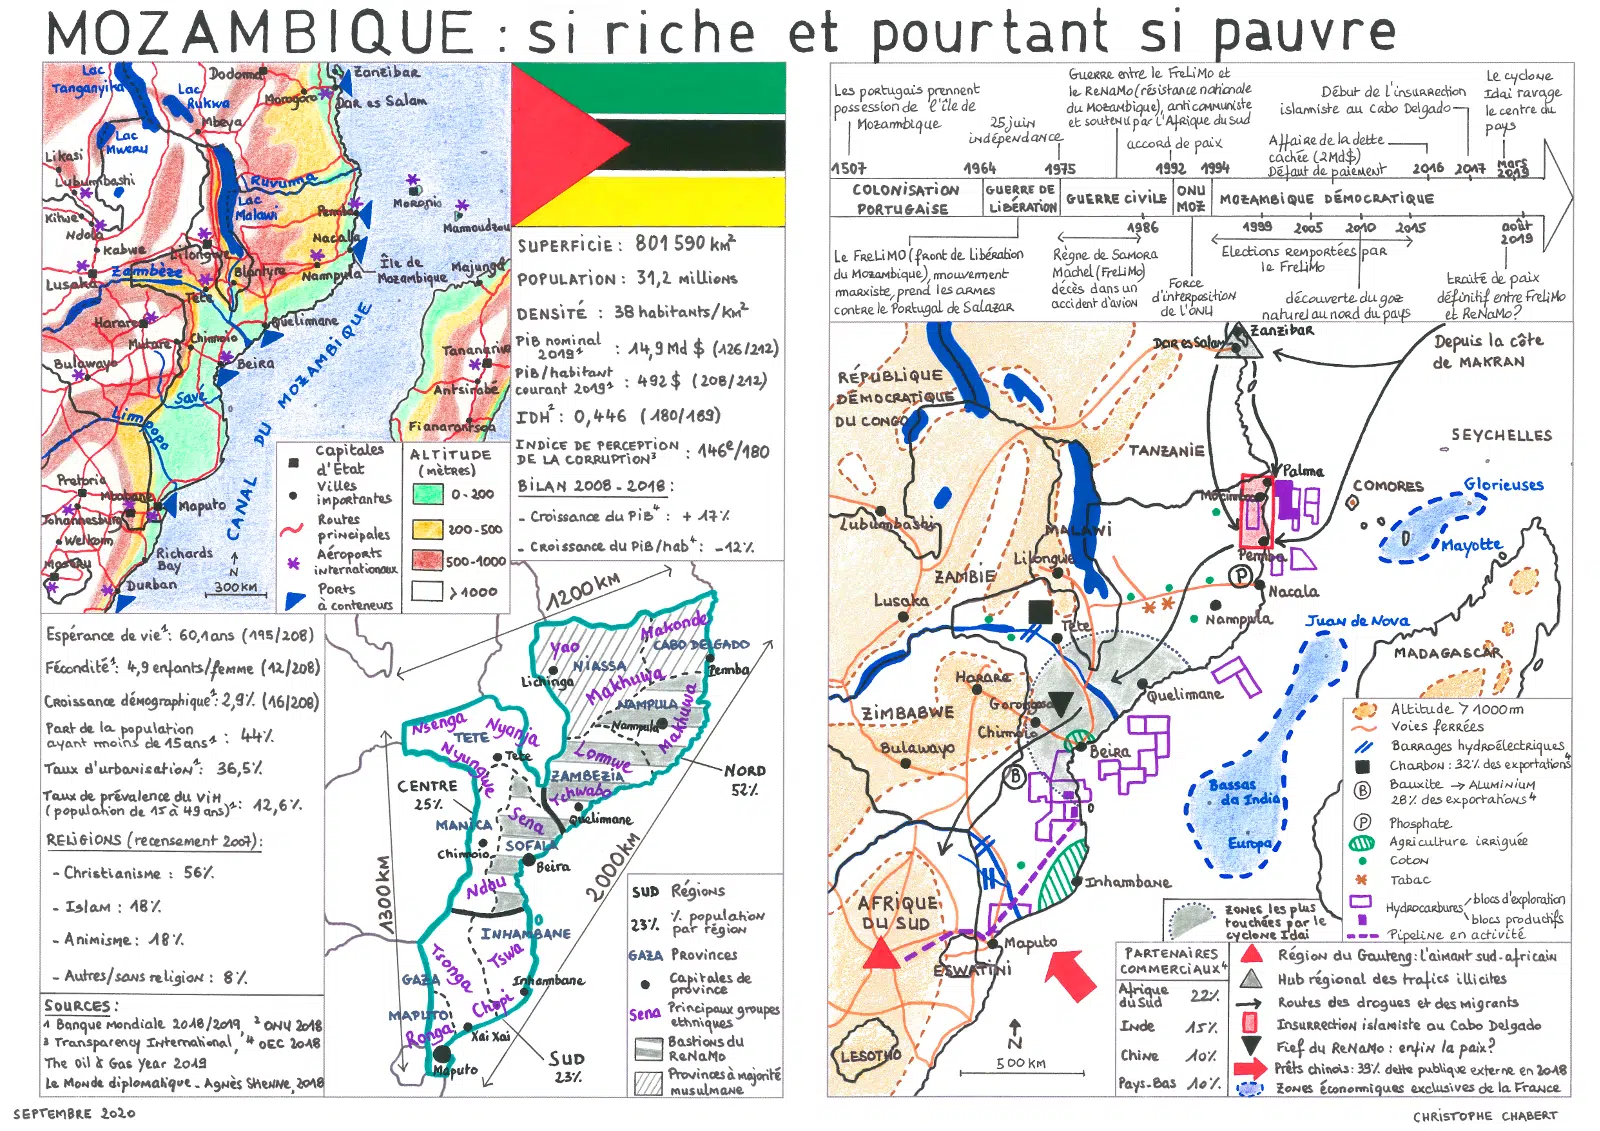 MOZAMBIQUE : si riche et pourtant si pauvre
Lac
Tanganyika
Lac
Rukwa
Lac
Mweru
Dodoma
Zanzibar
Morogoro
Dar es Salam
Mbeya
Likasi
Lubumbashi
Kitwe
Ndola
Kabwe
Lusaka
Ruvuma
Lac
Malawi
Pemba
Moroni
Mamoudzou
Nacala
Lilongwe
Zambèze
Blantyre
Nampula
Île de
Mozambique
Majunga
Tete
Harare
Quelimane
Mutare
Chimoio
Bulawayo
Beira
Tananarive
Savé
Antsirabé
Limpopo
Fianarantsoa
CANAL DU MOZAMBIQUE
Pretoria
Mbabane
Maputo
Johannesburg
Welkom
Maseru
Richards
Bay
Durban
N
300 KM
Capitales
d'État
Villes
importantes
Routes
principales
Aéroports
internationaux
Ports
à conteneurs
ALTITUDE
(mètres)
0-200
200-500
500-1000
> 1000
SUPERFICIE : 801 590 km²
POPULATION : 31,2 millions
DENSITÉ : 38 habitants/km²
PiB nominal
2019¹ : 14,9 Md $ (126/212)
PiB/habitant
courant 2019¹ : 492 $ (208/212)
IDH² : 0,446 (180/189)
INDICE DE PERCEPTION
DE LA CORRUPTION³ : 146e/180
BILAN 2008-2018 :
- Croissance du PiB⁴ : + 17%
- Croissance du PiB/hab⁴ : -12%
Espérance de vie¹ : 60,1 ans (195/208)
Fécondité¹ : 4,9 enfants/femme (12/208)
Croissance démographique¹ : 2,9% (16/208)
Part de la population
ayant moins de 15 ans¹ : 44%
Taux d'urbanisation¹ : 36,5%
Taux de prévalence du VIH
(population de 15 à 49 ans)¹ : 12,6%
RELIGIONS (recensement 2007) :
- Christianisme : 56%
- Islam : 18%
- Animisme : 18%
- Autres/sans religion : 8%
SOURCES :
1 Banque Mondiale 2018/2019, ² ONU 2018
3 Transparency International, ⁴ OEC 2018
The Oil & Gas Year 2019
Le Monde diplomatique - Agnès Stienne, 2018
1200 KM
Makonde
Yao
CABO DELGADO
NIASSA
Lichinga
Pemba
Makhuwa
NAMPULA
Nampula
Makhuwa
Nsenga
Nyanja
TETE
Nyungwe
Tete
Lomwe
ZAMBEZIA
Tchwabo
NORD
52%
CENTRE
25%
Quelimane
Sena
MANICA
SOFALA
Chimoio
Beira
Ndau
2000 KM
1300 KM
INHAMBANE
Tswa
Tsonga
GAZA
Inhambane
Chopi
MAPUTO
Ronga
Xai Xai
Maputo
SUD
23%
SUD Régions
23% % population
par région
GAZA Provinces
Capitales de
province
Sena Principaux groupes
ethniques
Bastions du
ReNaMo
Provinces à majorité
musulmane
Les portugais prennent
possession de l'île de
Mozambique
25 juin
indépendance
Guerre entre le FreLiMo et
le ReNaMo (résistance nationale
du Mozambique), anticommuniste
et soutenu par l'Afrique du sud
accord de paix
Début de l'insurrection
islamiste au Cabo Delgado
Affaire de la dette
cachée (2Md$)
Défaut de paiement
Le cyclone
Idai ravage
le centre du
pays
1507
1964
1975
1992
1994
2016
2017
mars
2019
COLONISATION
PORTUGAISE
GUERRE DE
LIBÉRATION
GUERRE CIVILE
ONU
MOZ
MOZAMBIQUE DÉMOCRATIQUE
1986
1999
2005
2010
2015
août
2019
Le FreLiMO (front de Libération
du Mozambique), mouvement
marxiste, prend les armes
contre le Portugal de Salazar
Règne de Samora
Machel (FreLiMo)
décès dans un
accident d'avion
Force
d'interposition
de l'ONU
Elections remportées par
le FreLiMo
découverte du gaz
naturel au nord du pays
traité de paix
définitif entre FreLiMo
et ReNaMo?
Zanzibar
Dar es Salam
Depuis la côte
de MAKRAN
RÉPUBLIQUE
DÉMOCRATIQUE
DU CONGO
TANZANIE
SEYCHELLES
Palma
Mocimboa
COMORES
Glorieuses
Lubumbashi
MALAWI
Mayotte
Pemba
Lilongwe
ZAMBIE
P
Nacala
Lusaka
Nampula
Juan de Nova
Tete
MADAGASCAR
Harare
Quelimane
Gorongosa
ZIMBABWE
Chimoio
Bulawayo
Beira
B
Bassas
da India
Europa
Inhambane
AFRIQUE
DU SUD
Maputo
ESWATINI
LESOTHO
N
500 KM
zones les plus
touchées par le
cyclone Idai
PARTENAIRES
COMMERCIAUX⁴
Afrique
du Sud 22%
Inde 15%
Chine 10%
Pays-Bas 10%
Altitude > 1000 m
Voies ferrées
Barrages hydroélectriques
Charbon : 32% des exportations⁴
B Bauxite → ALUMINIUM
28% des exportations⁴
P Phosphate
Agriculture irriguée
Coton
Tabac
Hydrocarbures blocs d'exploration
blocs productifs
Pipeline en activité
Région du Gauteng : l'aimant sud-africain
Hub régional des trafics illicites
Routes des drogues et des migrants
Insurrection islamiste au Cabo Delgado
Fief du ReNaMo : enfin la paix ?
Prêts chinois : 39% dette publique externe en 2018
Zones économiques exclusives de la France
SEPTEMBRE 2020
CHRISTOPHE CHABERT